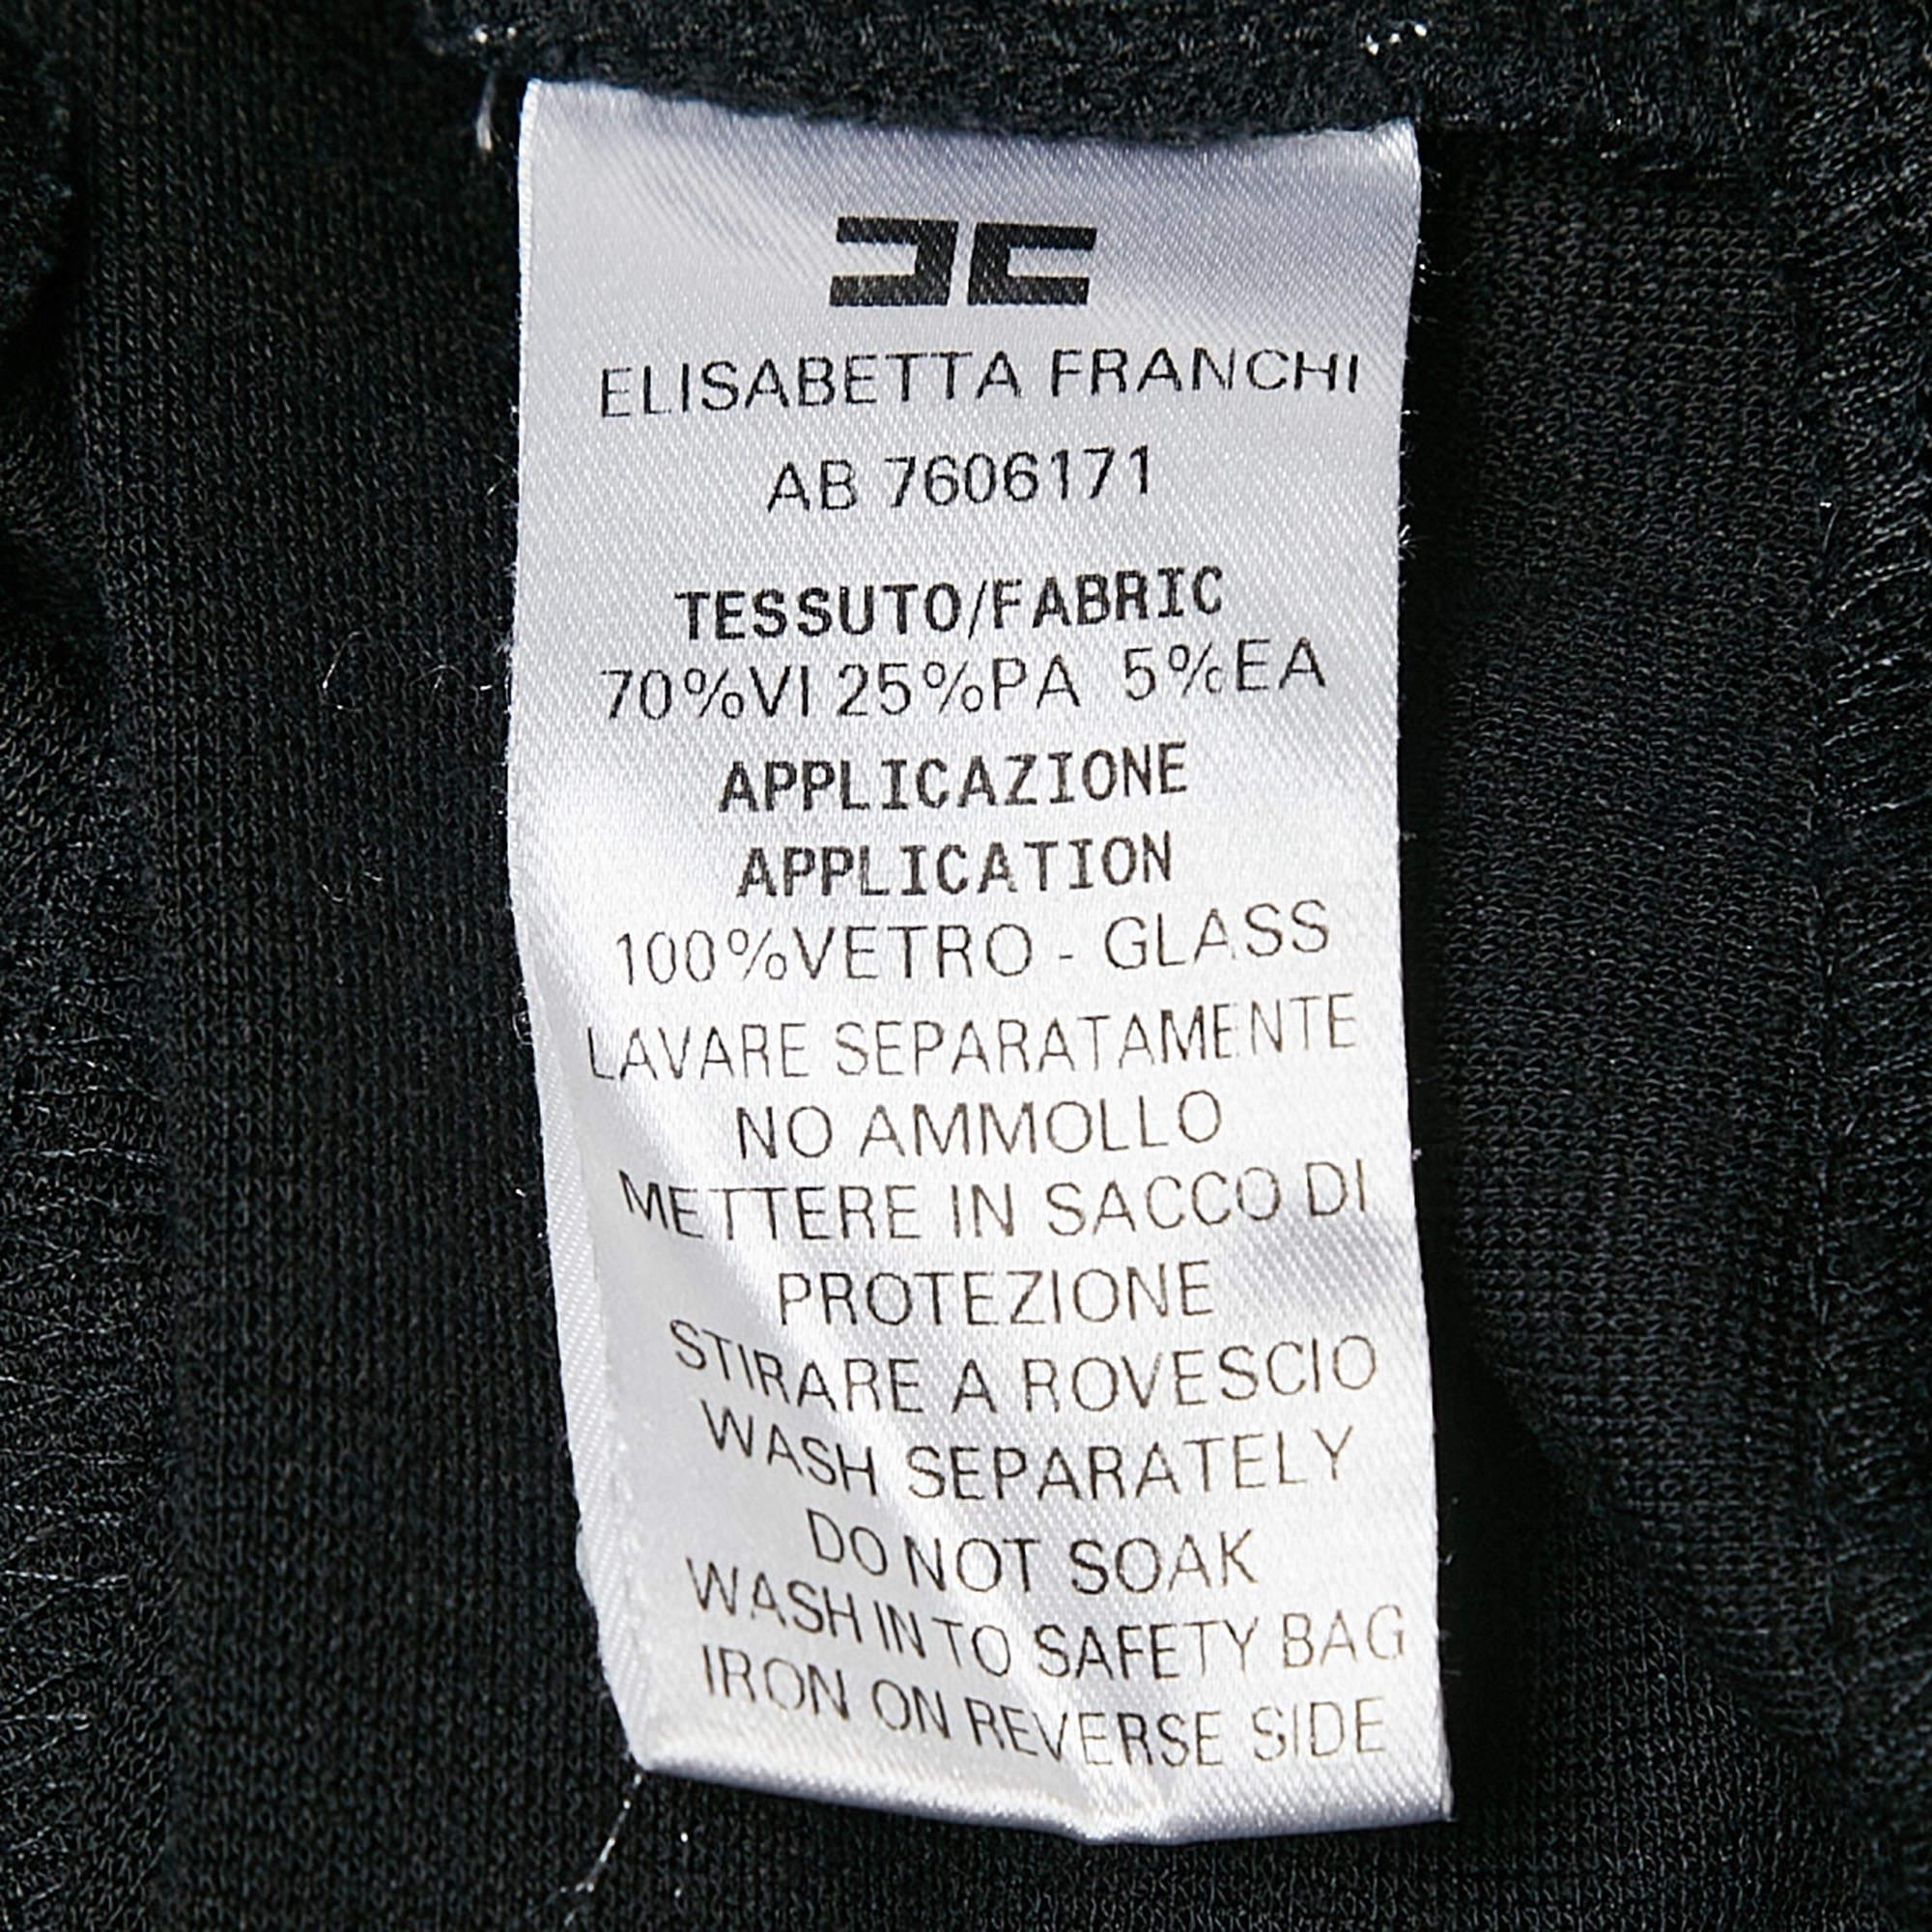 ELISABETTA FRANCHI
AB 7606171
TESSUTO/FABRIC
70%VI 25%PA 5%EA
APPLICAZIONE
APPLICATION
100%VETRO - GLASS
LAVARE SEPARATAMENTE
NO AMMOLLO
METTERE IN SACCO DI
PROTEZIONE
STIRARE A ROVESCIO
WASH SEPARATELY
DO NOT SOAK
WASH IN TO SAFETY BAG
IRON ON REVERSE SIDE